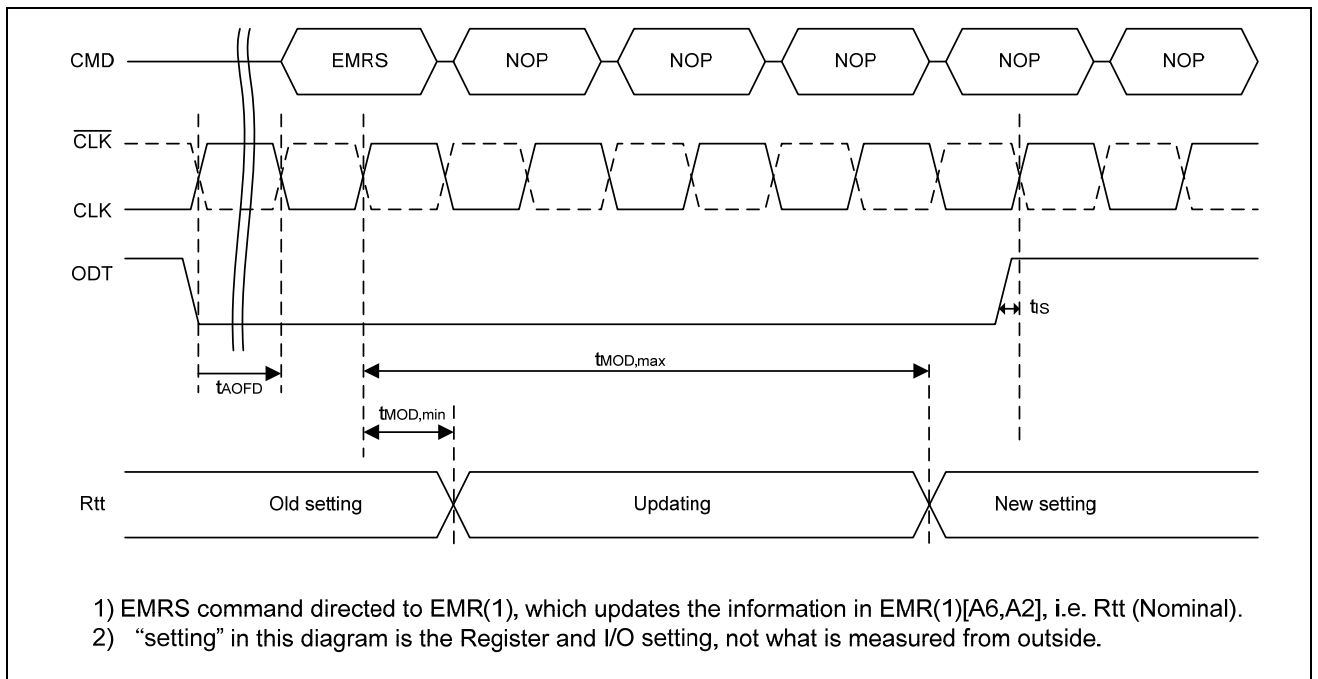 CMD
EMRS
NOP
NOP
NOP
NOP
NOP
CLK
CLK
ODT
tIS
tMOD,max
tAOFD
tMOD,min
Rtt
Old setting
Updating
New setting
1) EMRS command directed to EMR(1), which updates the information in EMR(1)[A6,A2], i.e. Rtt (Nominal).
2) “setting” in this diagram is the Register and I/O setting, not what is measured from outside.